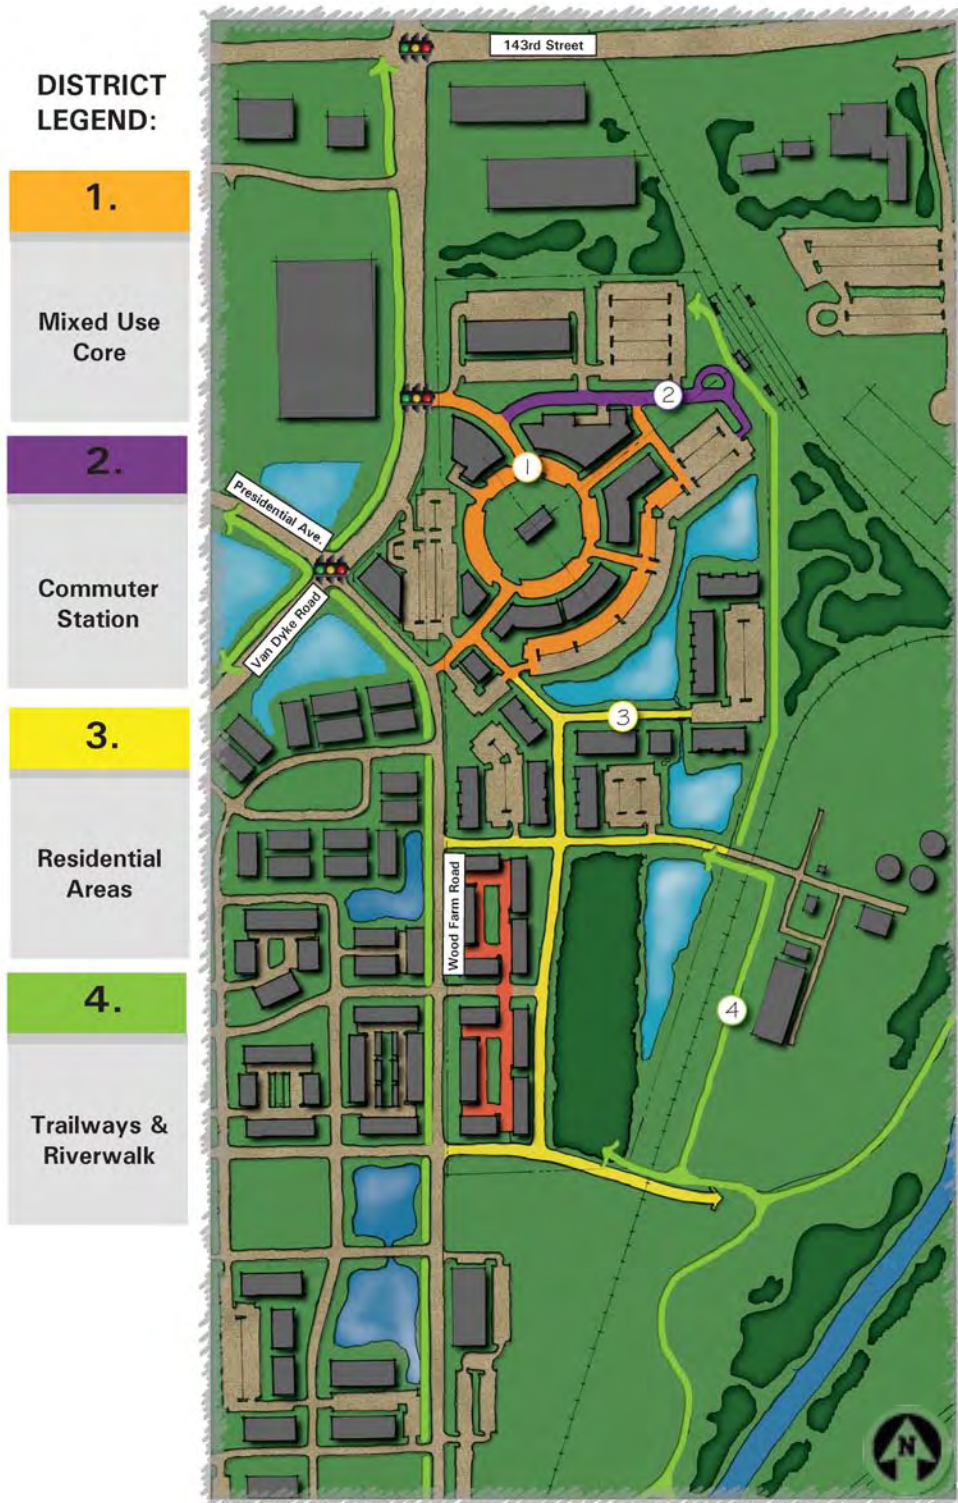 DISTRICT
LEGEND:
1.
Mixed Use
Core
2.
Commuter
Station
3.
Residential
Areas
4.
Trailways &
Riverwalk
143rd Street
2
1
Presidential Ave.
Van Dyke Road
3
Wood Farm Road
4
N